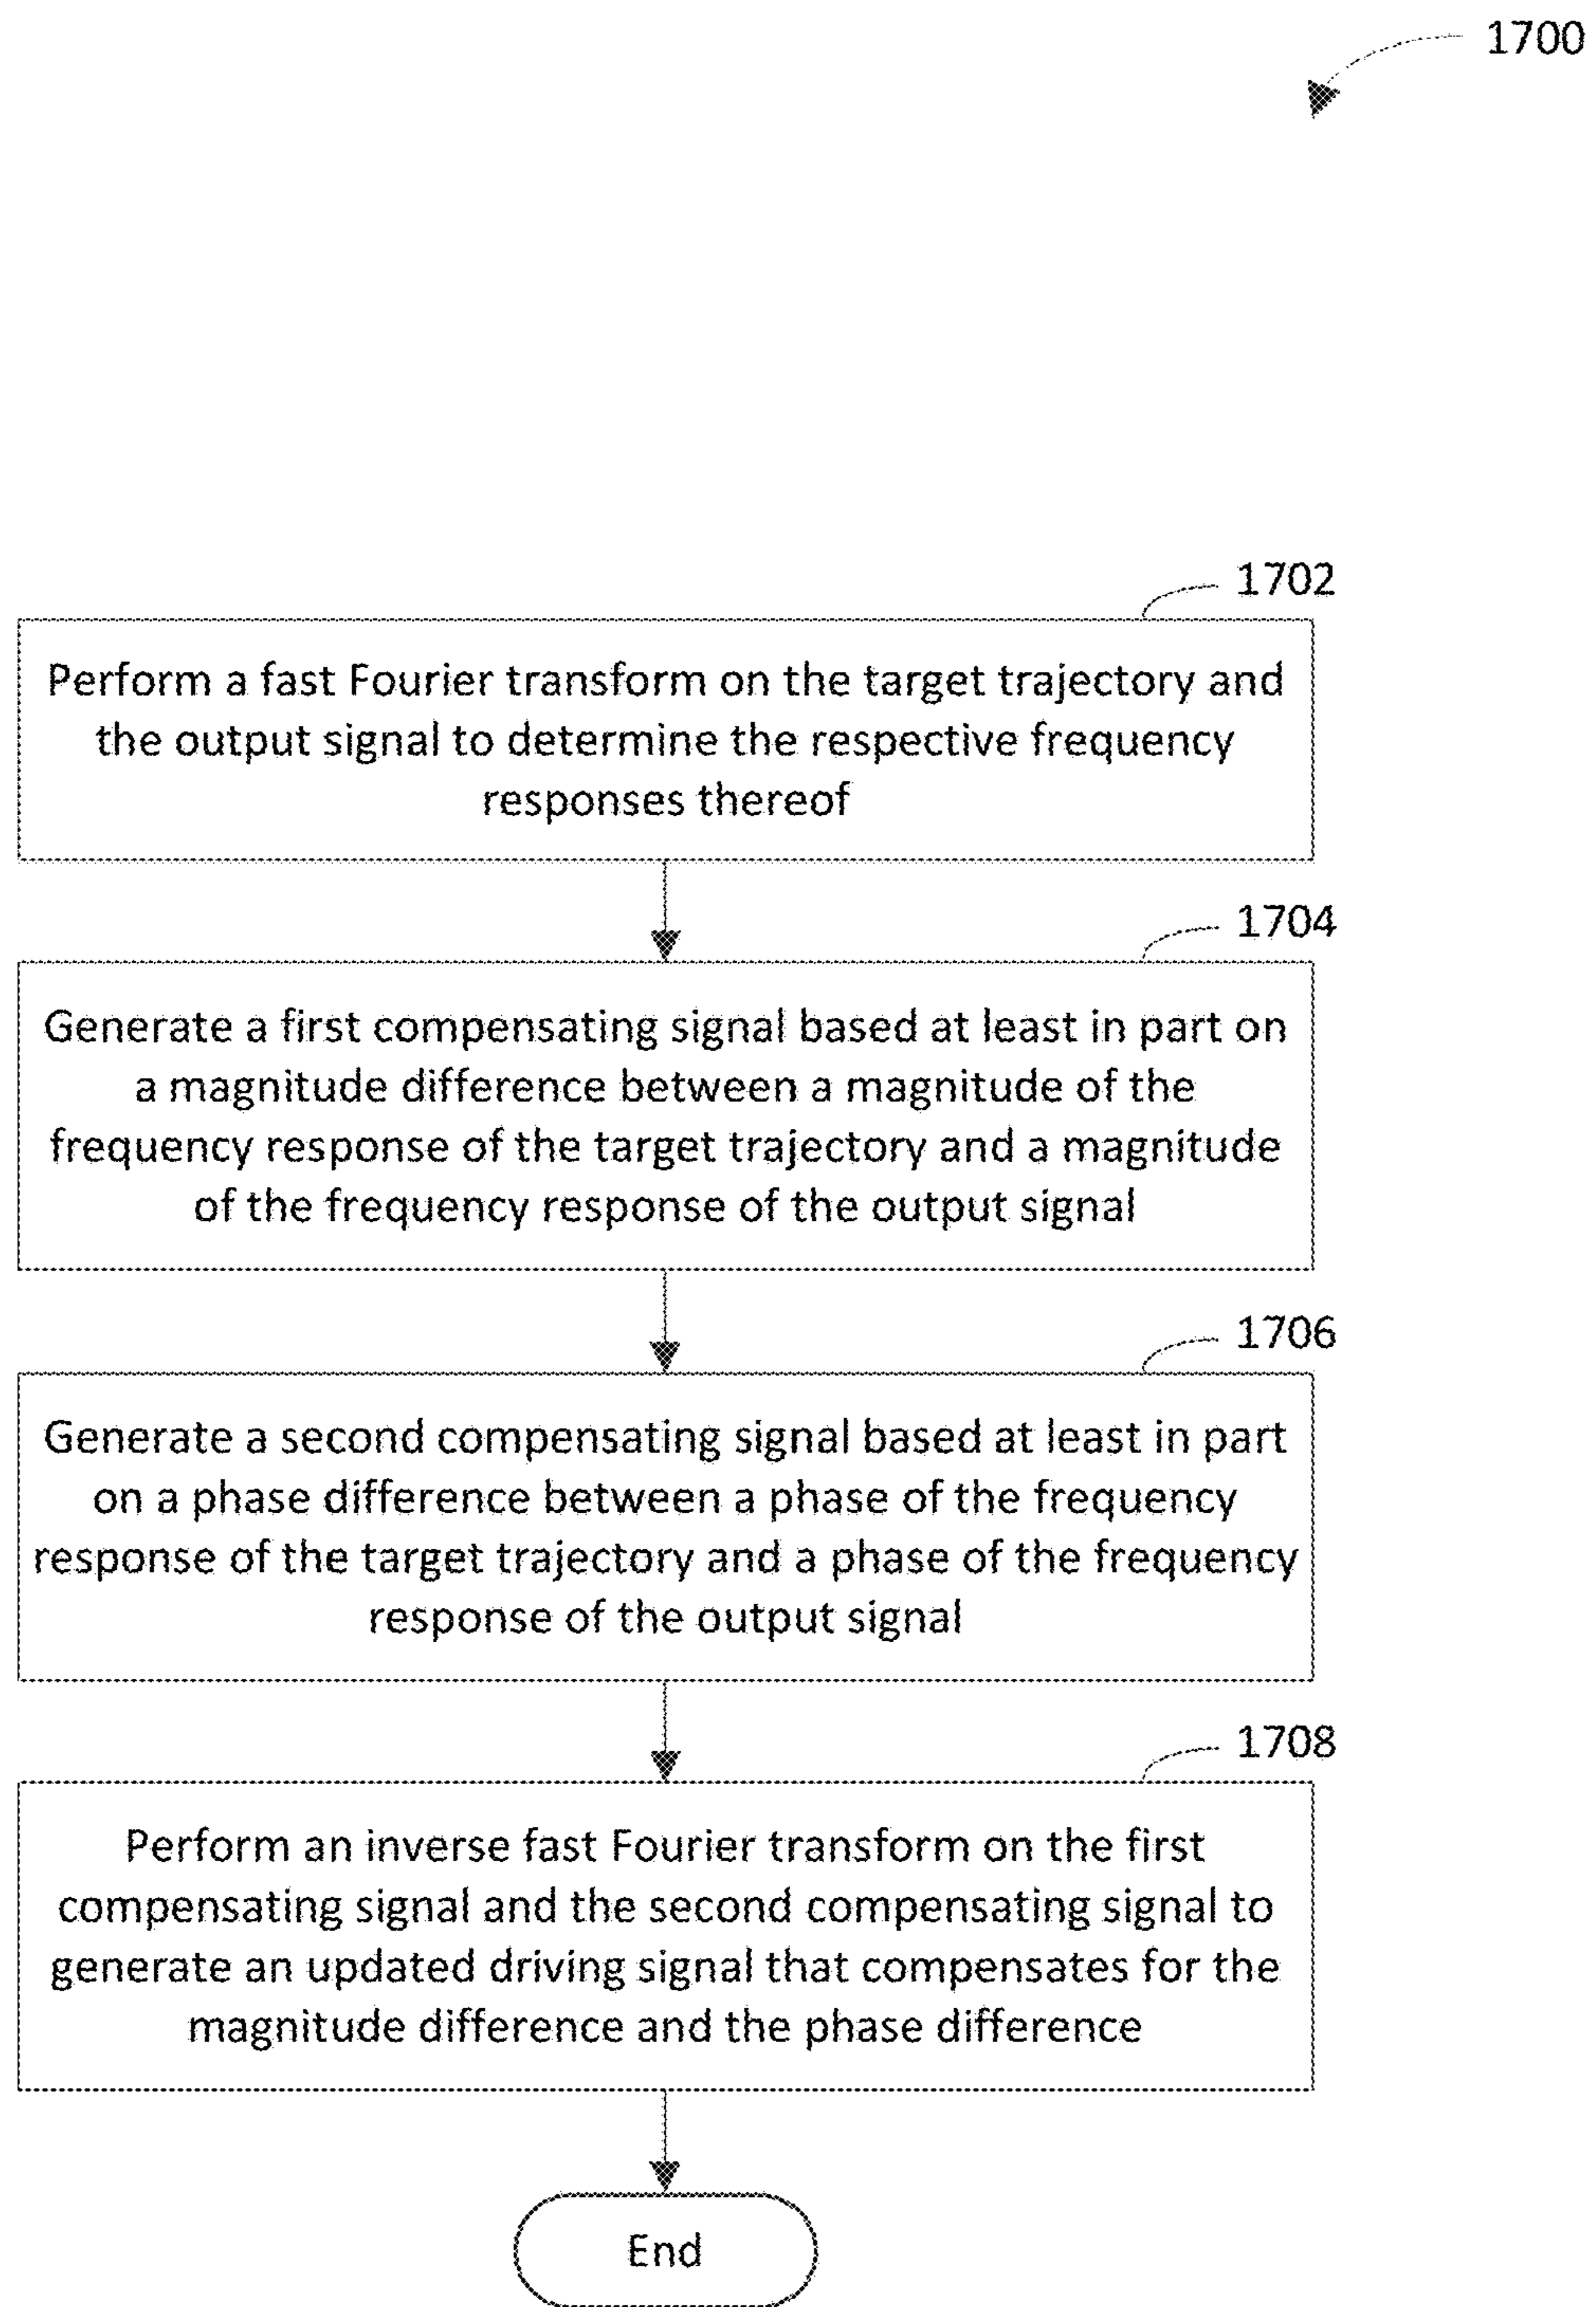 1700
1702
Perform a fast Fourier transform on the target trajectory and
the output signal to determine the respective frequency
responses thereof
1704
Generate a first compensating signal based at least in part on
a magnitude difference between a magnitude of the
frequency response of the target trajectory and a magnitude
of the frequency response of the output signal
1706
Generate a second compensating signal based at least in part
on a phase difference between a phase of the frequency
response of the target trajectory and a phase of the frequency
response of the output signal
1708
Perform an inverse fast Fourier transform on the first
compensating signal and the second compensating signal to
generate an updated driving signal that compensates for the
magnitude difference and the phase difference
End